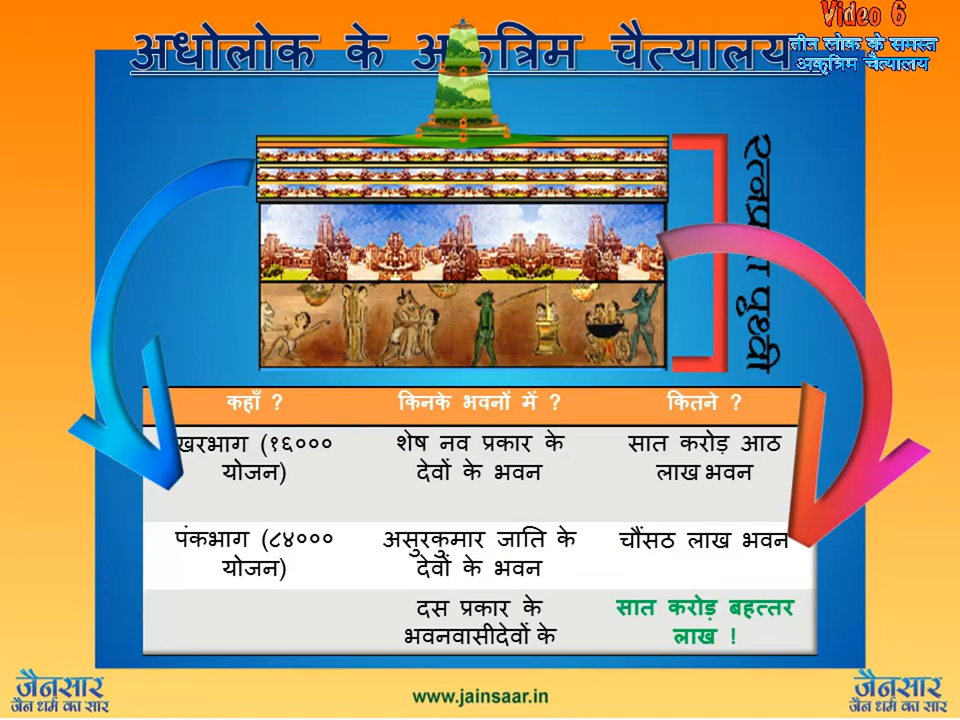 Video 6
तीन लोक के समस्त
अकृत्रिम चैत्यालय
अधोलोक के अकृत्रिम चैत्यालय
रत्नप्रभा पृथ्वी
कहाँ ? किनके भवनों में ? कितने ?
खरभाग (१६०००
योजन)
शेष नव प्रकार के
देवों के भवन
सात करोड़ आठ
लाख भवन
पंकभाग (८४०००
योजन)
असुरकुमार जाति के
देवों के भवन
चौंसठ लाख भवन
दस प्रकार के
भवनवासीदेवों के
सात करोड़ बहत्तर
लाख !
जैनसार
जैन धर्म का सार
www.jainsaar.in
जैनसार
जैन धर्म का सार